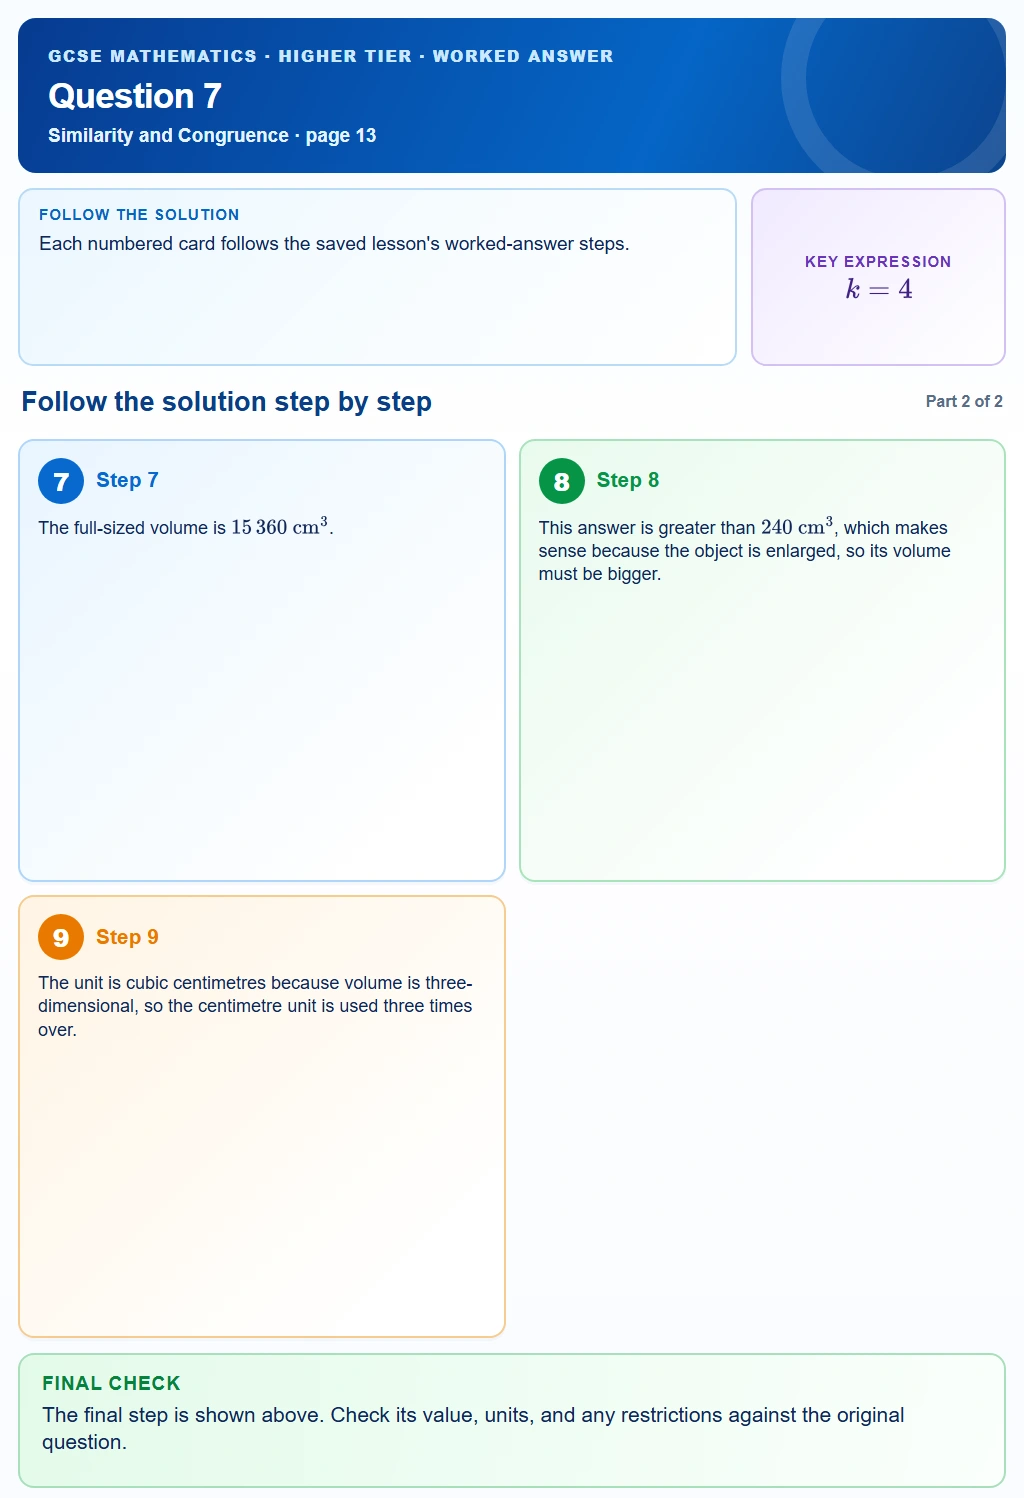 GCSE MATHEMATICS · HIGHER TIER · WORKED ANSWER
Question 7
Similarity and Congruence · page 13
FOLLOW THE SOLUTION
Each numbered card follows the saved lesson's worked-answer steps.
KEY EXPRESSION
k = 4
Follow the solution step by step
Part 2 of 2
7 Step 7
The full-sized volume is 15 360 cm³.
8 Step 8
This answer is greater than 240 cm³, which makes
sense because the object is enlarged, so its volume
must be bigger.
9 Step 9
The unit is cubic centimetres because volume is three-
dimensional, so the centimetre unit is used three times
over.
FINAL CHECK
The final step is shown above. Check its value, units, and any restrictions against the original
question.